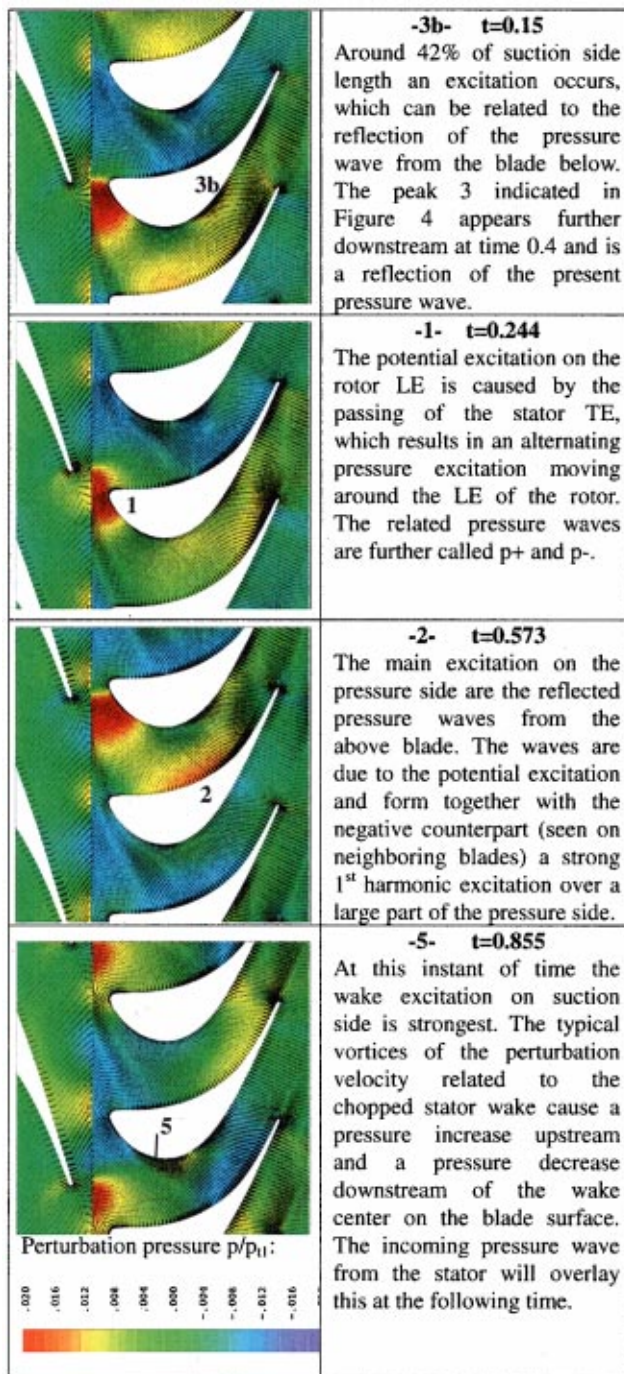 -3b- t=0.15
Around 42% of suction side
length an excitation occurs,
which can be related to the
reflection of the pressure
wave from the blade below.
The peak 3 indicated in
Figure 4 appears further
downstream at time 0.4 and is
a reflection of the present
pressure wave.
3b
-1- t=0.244
The potential excitation on the
rotor LE is caused by the
passing of the stator TE,
which results in an alternating
pressure excitation moving
around the LE of the rotor.
The related pressure waves
are further called p+ and p-.
1
-2- t=0.573
The main excitation on the
pressure side are the reflected
pressure waves from the
above blade. The waves are
due to the potential excitation
and form together with the
negative counterpart (seen on
neighboring blades) a strong
1st harmonic excitation over a
large part of the pressure side.
2
-5- t=0.855
At this instant of time the
wake excitation on suction
side is strongest. The typical
vortices of the perturbation
velocity related to the
chopped stator wake cause a
pressure increase upstream
and a pressure decrease
downstream of the wake
center on the blade surface.
The incoming pressure wave
from the stator will overlay
this at the following time.
5
Perturbation pressure p/pt1:
.020 .016 .012 .008 .004 .000 -.004 -.008 -.012 -.014 -.016